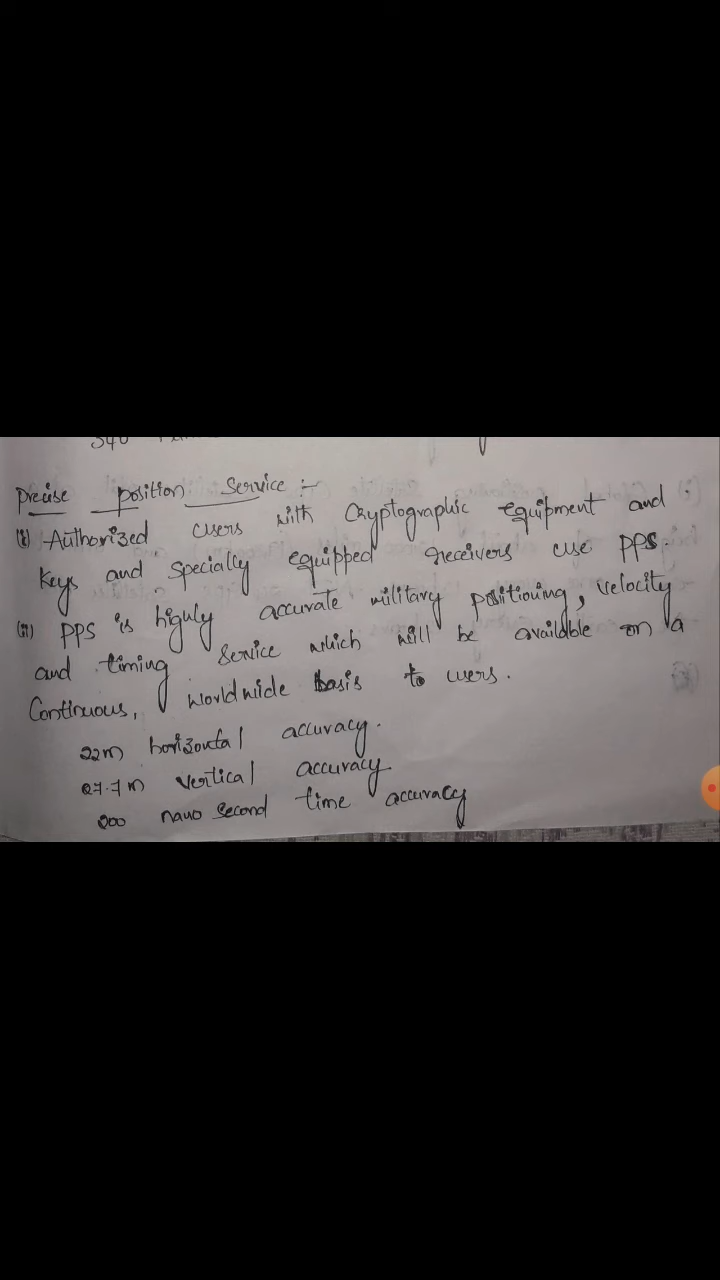 Precise position Service :-
(i) Authorized users with Cryptographic equipment and
Keys and Specially equipped receivers use PPS.
(ii) PPS is highly accurate military positioning, velocity
and timing service which will be available on a
Continuous, worldwide basis to users.
22m horizontal accuracy.
27.7m vertical accuracy
200 nano second time accuracy